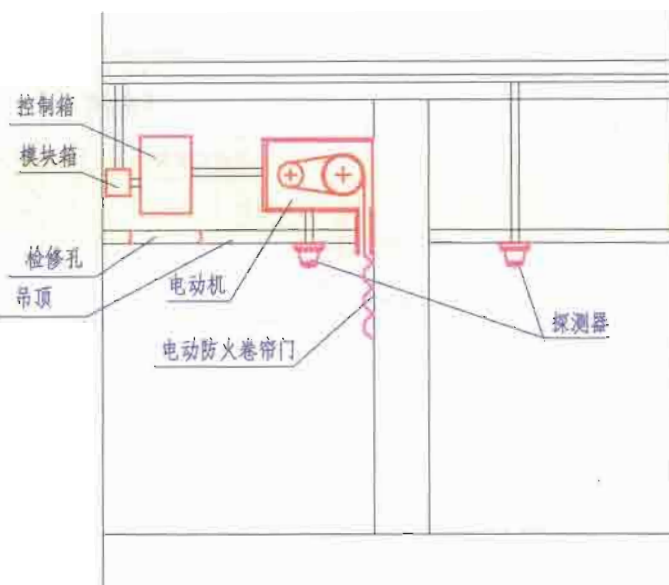 控制箱
模块箱
检修孔
吊顶
电动机
电动防火卷帘门
探测器